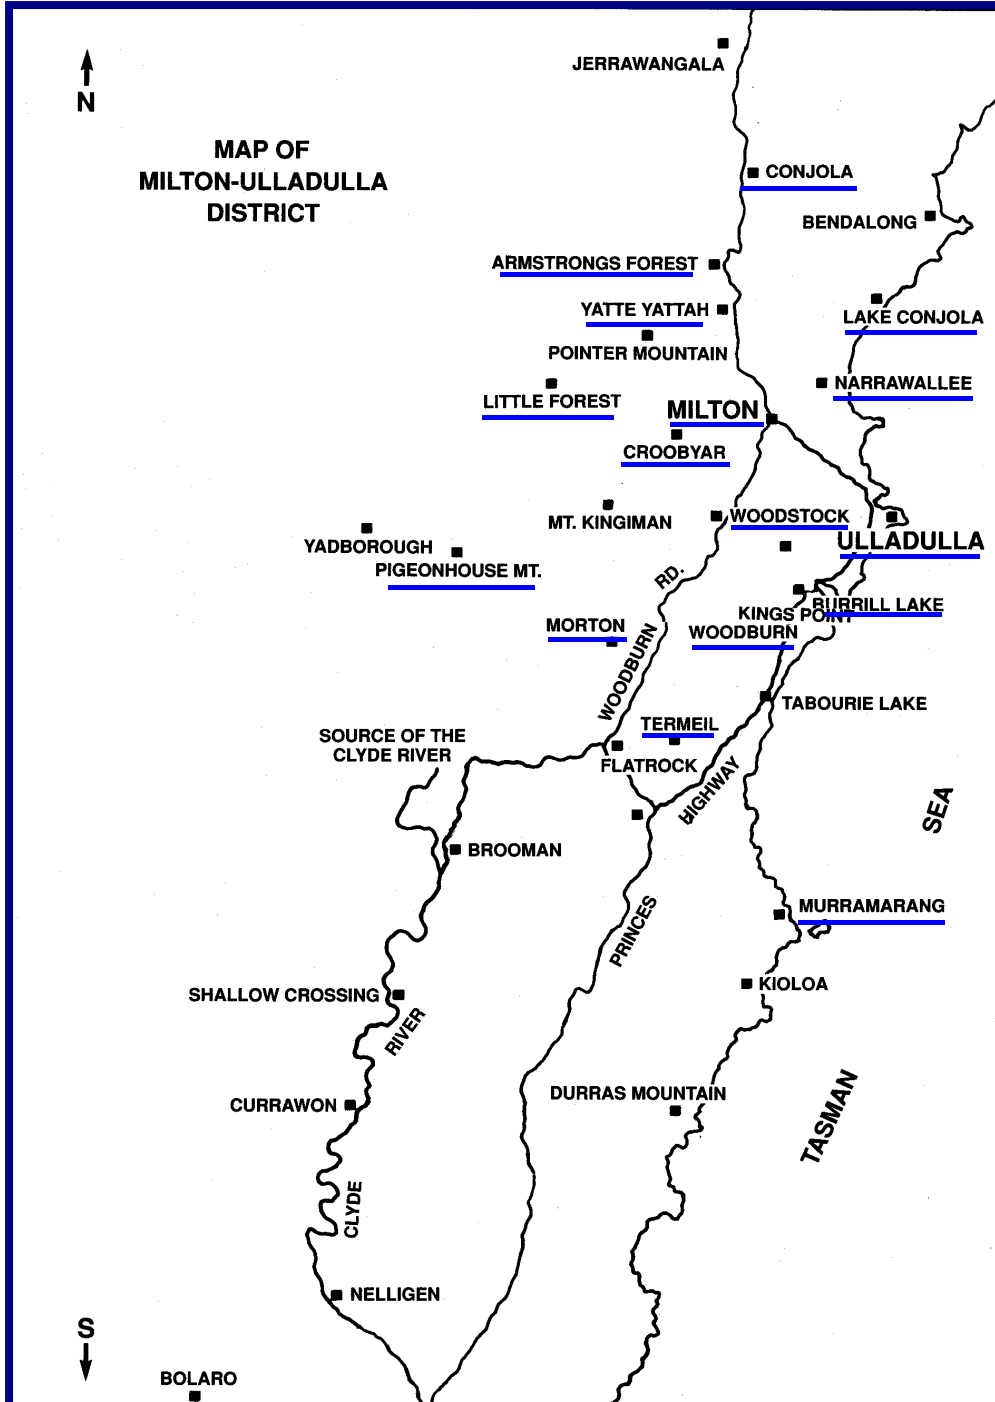 JERRAWANGALA
N
MAP OF
MILTON-ULLADULLA
DISTRICT
CONJOLA
BENDALONG
ARMSTRONGS FOREST
YATTE YATTAH
LAKE CONJOLA
POINTER MOUNTAIN
NARRAWALLEE
LITTLE FOREST
MILTON
CROOBYAR
MT. KINGIMAN
WOODSTOCK
YADBOROUGH
ULLADULLA
PIGEONHOUSE MT.
RD.
BURRILL LAKE
KINGS POINT
MORTON
WOODBURN
WOODBURN
TABOURIE LAKE
TERMEIL
SOURCE OF THE
CLYDE RIVER
FLATROCK
HIGHWAY
SEA
BROOMAN
MURRAMARANG
PRINCES
KIOLOA
SHALLOW CROSSING
RIVER
DURRAS MOUNTAIN
CURRAWON
TASMAN
CLYDE
NELLIGEN
S
BOLARO